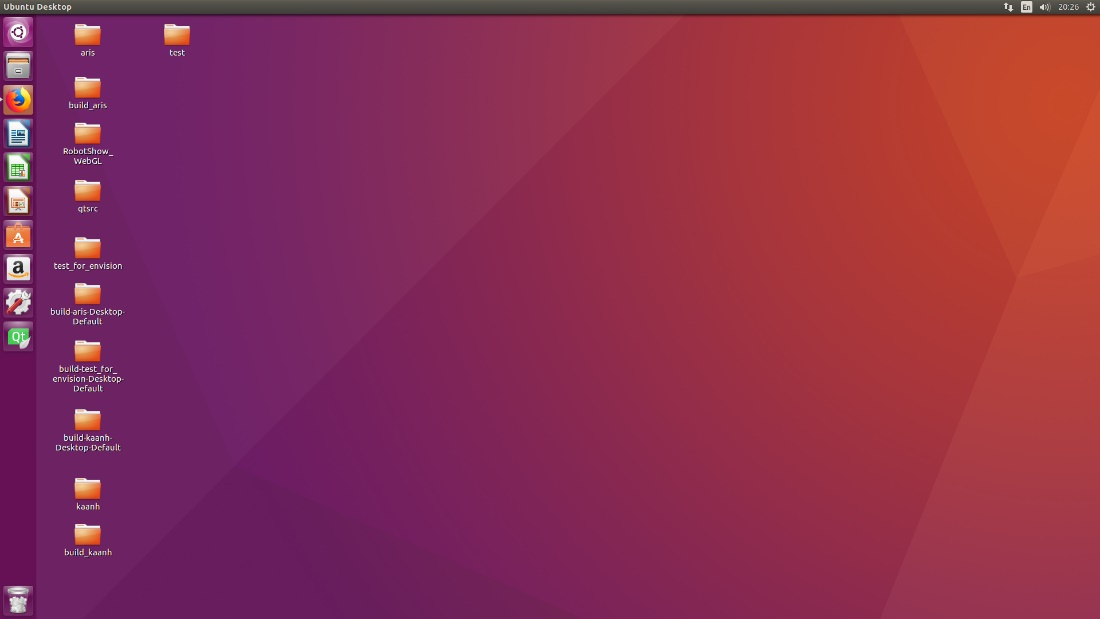 Ubuntu Desktop
En
20:26
aris
test
build_aris
RobotShow_
WebGL
qtsrc
test_for_envision
build-aris-Desktop-
Default
build-test_for_
envision-Desktop-
Default
build-kaanh-
Desktop-Default
kaanh
build_kaanh
A
a
Qt